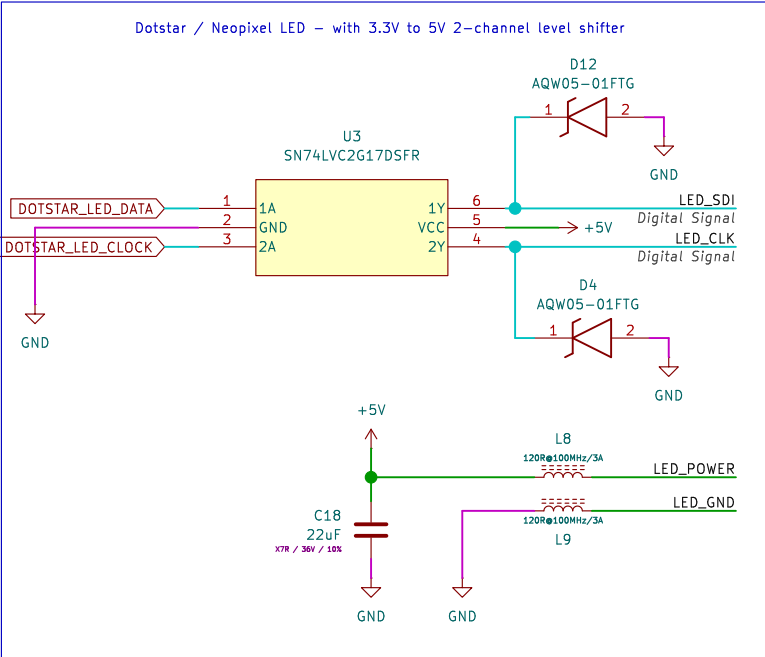 Dotstar / Neopixel LED – with 3.3V to 5V 2-channel level shifter
D12
AQW05-01FTG
1 2
GND
U3
SN74LVC2G17DSFR
DOTSTAR_LED_DATA 1 1A 1Y 6 LED_SDI
Digital Signal
2 GND VCC 5 +5V
DOTSTAR_LED_CLOCK 3 2A 2Y 4 LED_CLK
Digital Signal
GND
D4
AQW05-01FTG
1 2
GND
+5V
L8
120R@100MHz/3A
LED_POWER
LED_GND
120R@100MHz/3A
L9
C18
22uF
X7R / 36V / 10%
GND GND